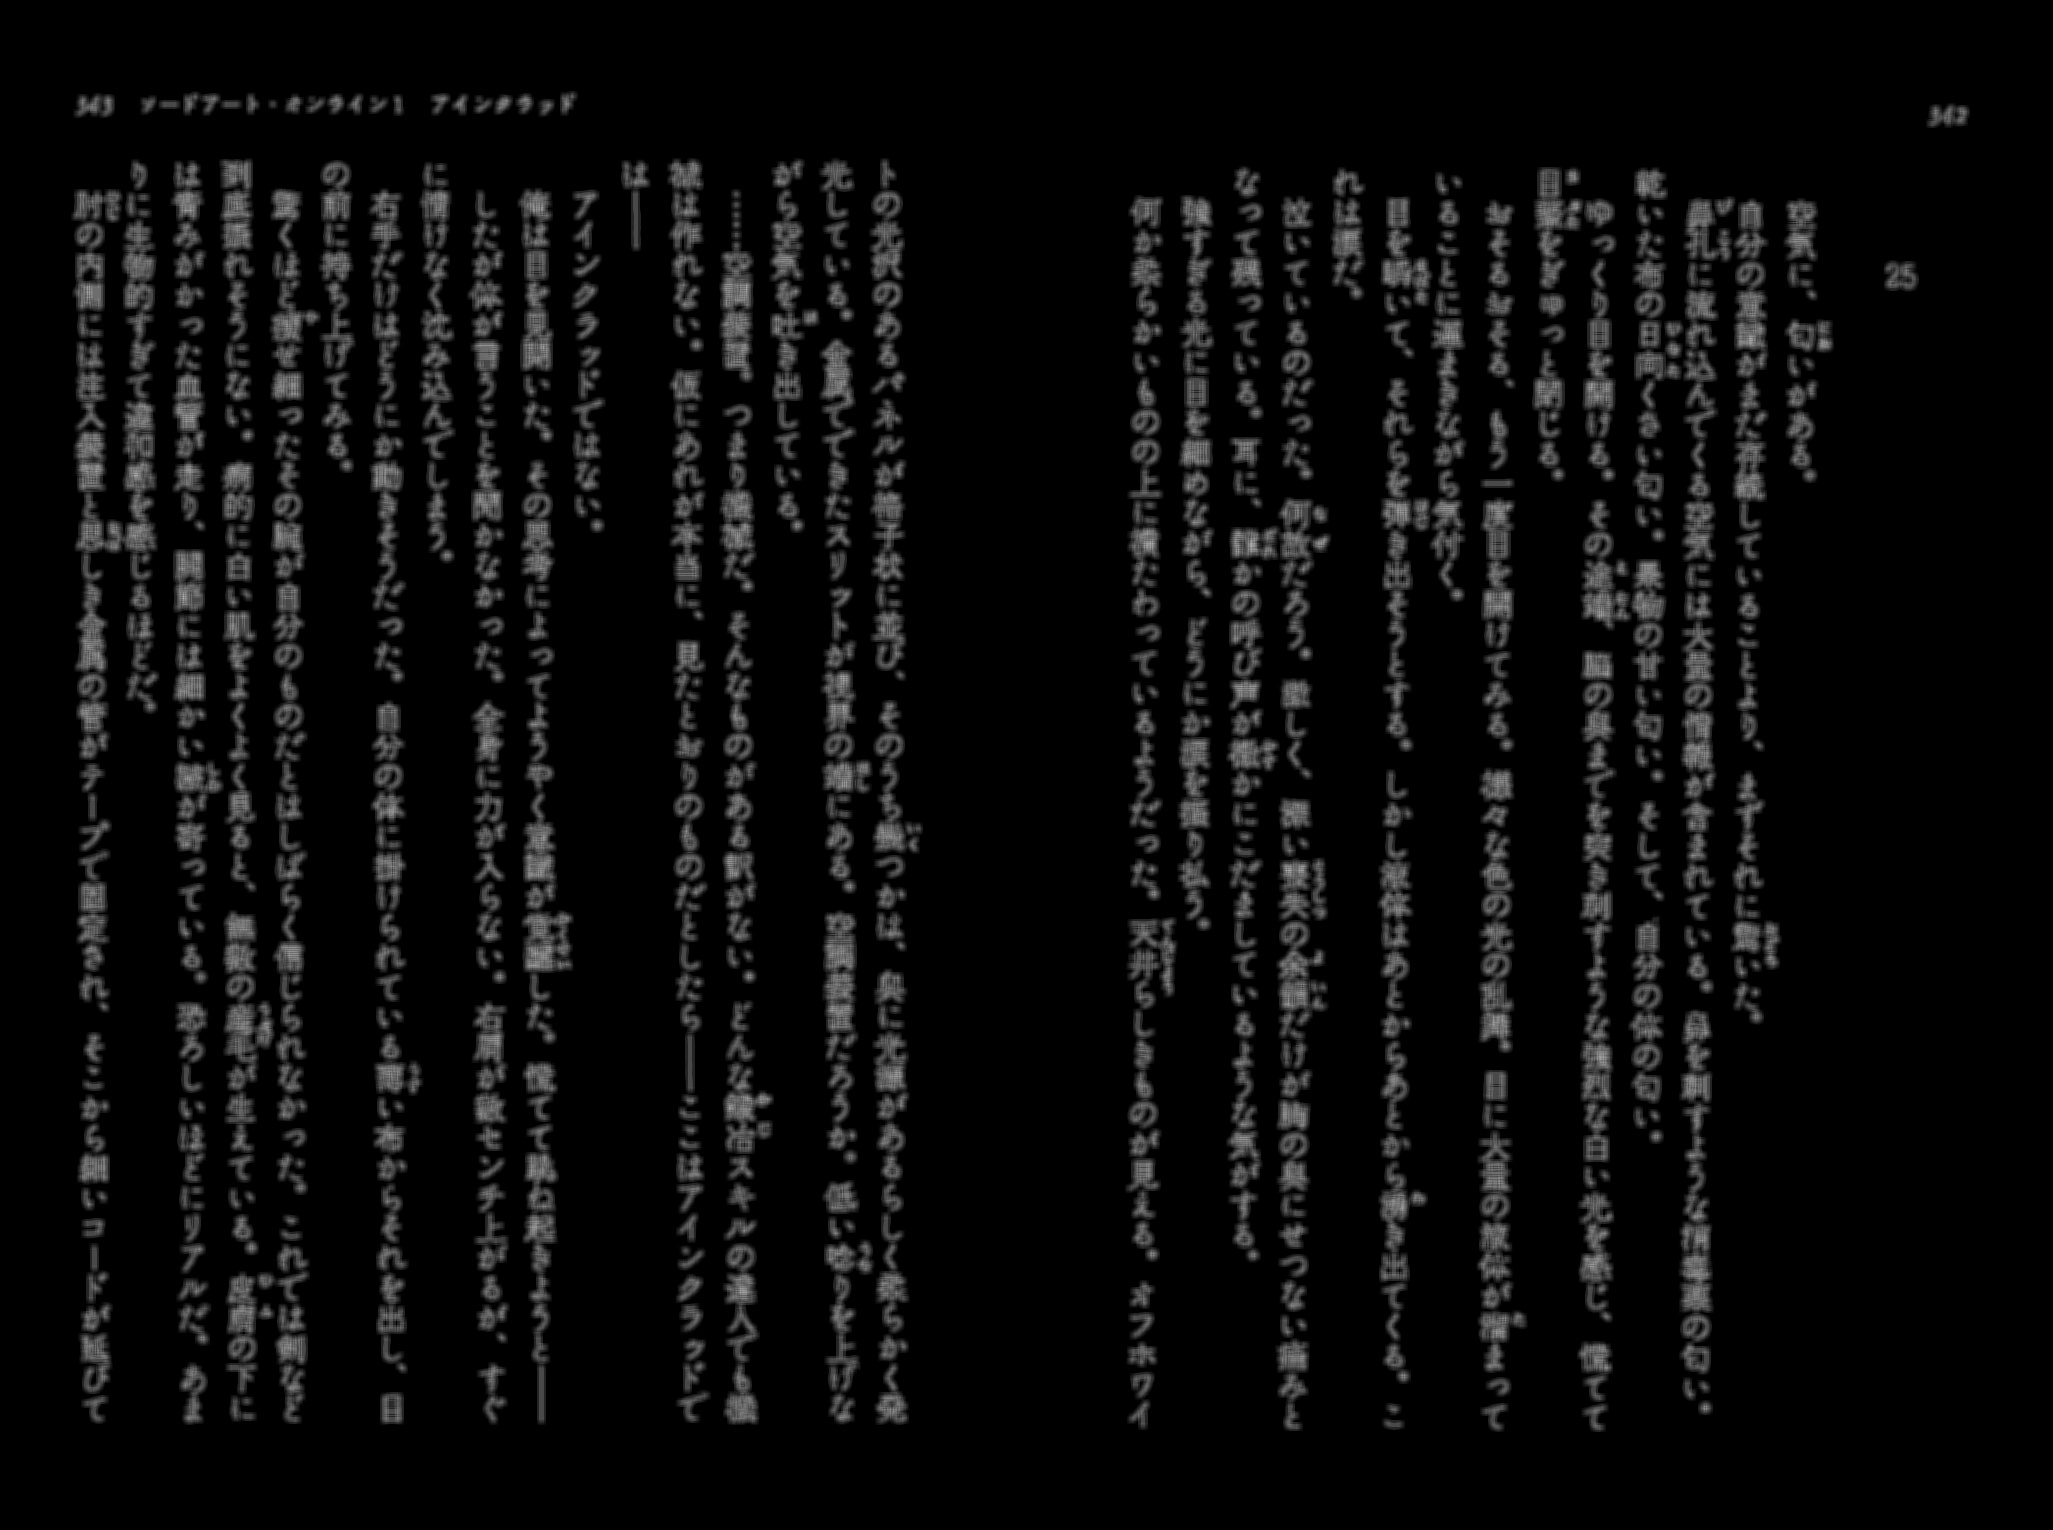 342
25
空気に、匂いがある。
自分の意識がまだ存続していることより、まずそれに驚いた。
鼻孔に流れ込んでくる空気には大量の情報が含まれている。鼻を刺すような消毒薬の匂い。
乾いた布の日向くさい匂い。果物の甘い匂い。そして、自分の体の匂い。
ゆっくり目を開ける。その途端、脳の奥までを突き刺すような強烈な白い光を感じ、慌てて
目蓋をぎゅっと閉じる。
おそるおそる、もう一度目を開けてみる。様々な色の光の乱舞。目に大量の液体が溜まって
いることに遅まきながら気付く。
目を瞬いて、それらを弾き出そうとする。しかし液体はあとからあとから湧き出てくる。こ
れは涙だ。
泣いているのだった。何故だろう。激しく、深い喪失の余韻だけが胸の奥にせつない痛みと
なって残っている。耳に、誰かの呼び声が微かにこだましているような気がする。
強すぎる光に目を細めながら、どうにか涙を振り払う。
何か柔らかいものの上に横たわっているようだった。天井らしきものが見える。オフホワイ
343 ソードアート・オンライン1 アインクラッド
トの光沢のあるパネルが格子状に並び、そのうち幾つかは、奥に光源があるらしく柔らかく発
光している。金属でできたスリットが視界の端にある。空調装置だろうか。低い唸りを上げな
がら空気を吐き出している。
……空調装置。つまり機械だ。そんなものがある訳がない。どんな鍛冶スキルの達人でも機
械は作れない。仮にあれが本当に、見たとおりのものだとしたら――ここはアインクラッドで
は――
アインクラッドではない。
俺は目を見開いた。その思考によってようやく意識が覚醒した。慌てて跳ね起きようと――
したが体が言うことを聞かなかった。全身に力が入らない。右肩が数センチ上がるが、すぐ
に情けなく沈み込んでしまう。
右手だけはどうにか動きそうだった。自分の体に掛けられている薄い布からそれを出し、目
の前に持ち上げてみる。
驚くほど痩せ細ったその腕が自分のものだとはしばらく信じられなかった。これでは剣など
到底振れそうにない。病的に白い肌をよくよく見ると、無数の産毛が生えている。皮膚の下に
は青みがかった血管が走り、関節には細かい皺が寄っている。恐ろしいほどにリアルだ。あま
りに生物的すぎて違和感を感じるほどだ。
肘の内側には注入装置と思しき金属の管がテープで固定され、そこから細いコードが延びて